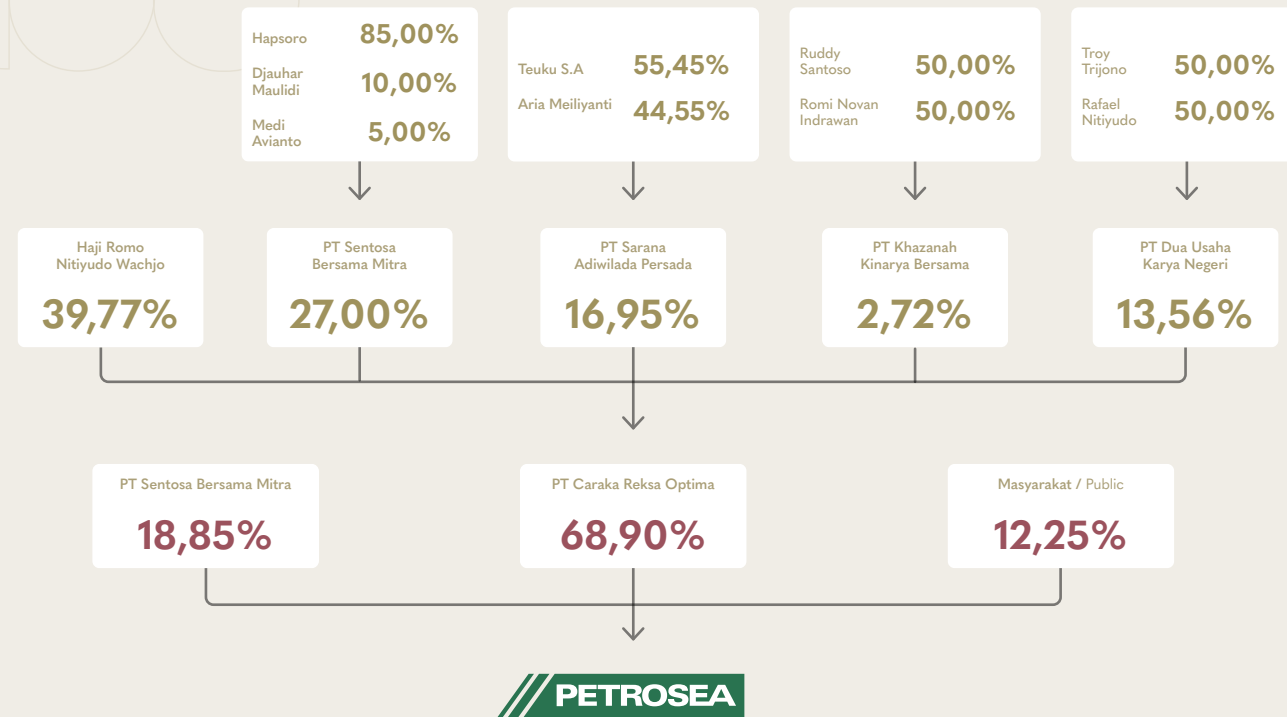 Hapsoro 85,00%
Djauhar
Maulidi 10,00%
Medi
Avianto 5,00%
Teuku S.A 55,45%
Aria Meiliyanti 44,55%
Ruddy
Santoso 50,00%
Romi Novan
Indrawan 50,00%
Troy
Trijono 50,00%
Rafael
Nitiyudo 50,00%
Haji Romo
Nitiyudo Wachjo
39,77%
PT Sentosa
Bersama Mitra
27,00%
PT Sarana
Adiwilada Persada
16,95%
PT Khazanah
Kinarya Bersama
2,72%
PT Dua Usaha
Karya Negeri
13,56%
PT Sentosa Bersama Mitra
18,85%
PT Caraka Reksa Optima
68,90%
Masyarakat / Public
12,25%
PETROSEA